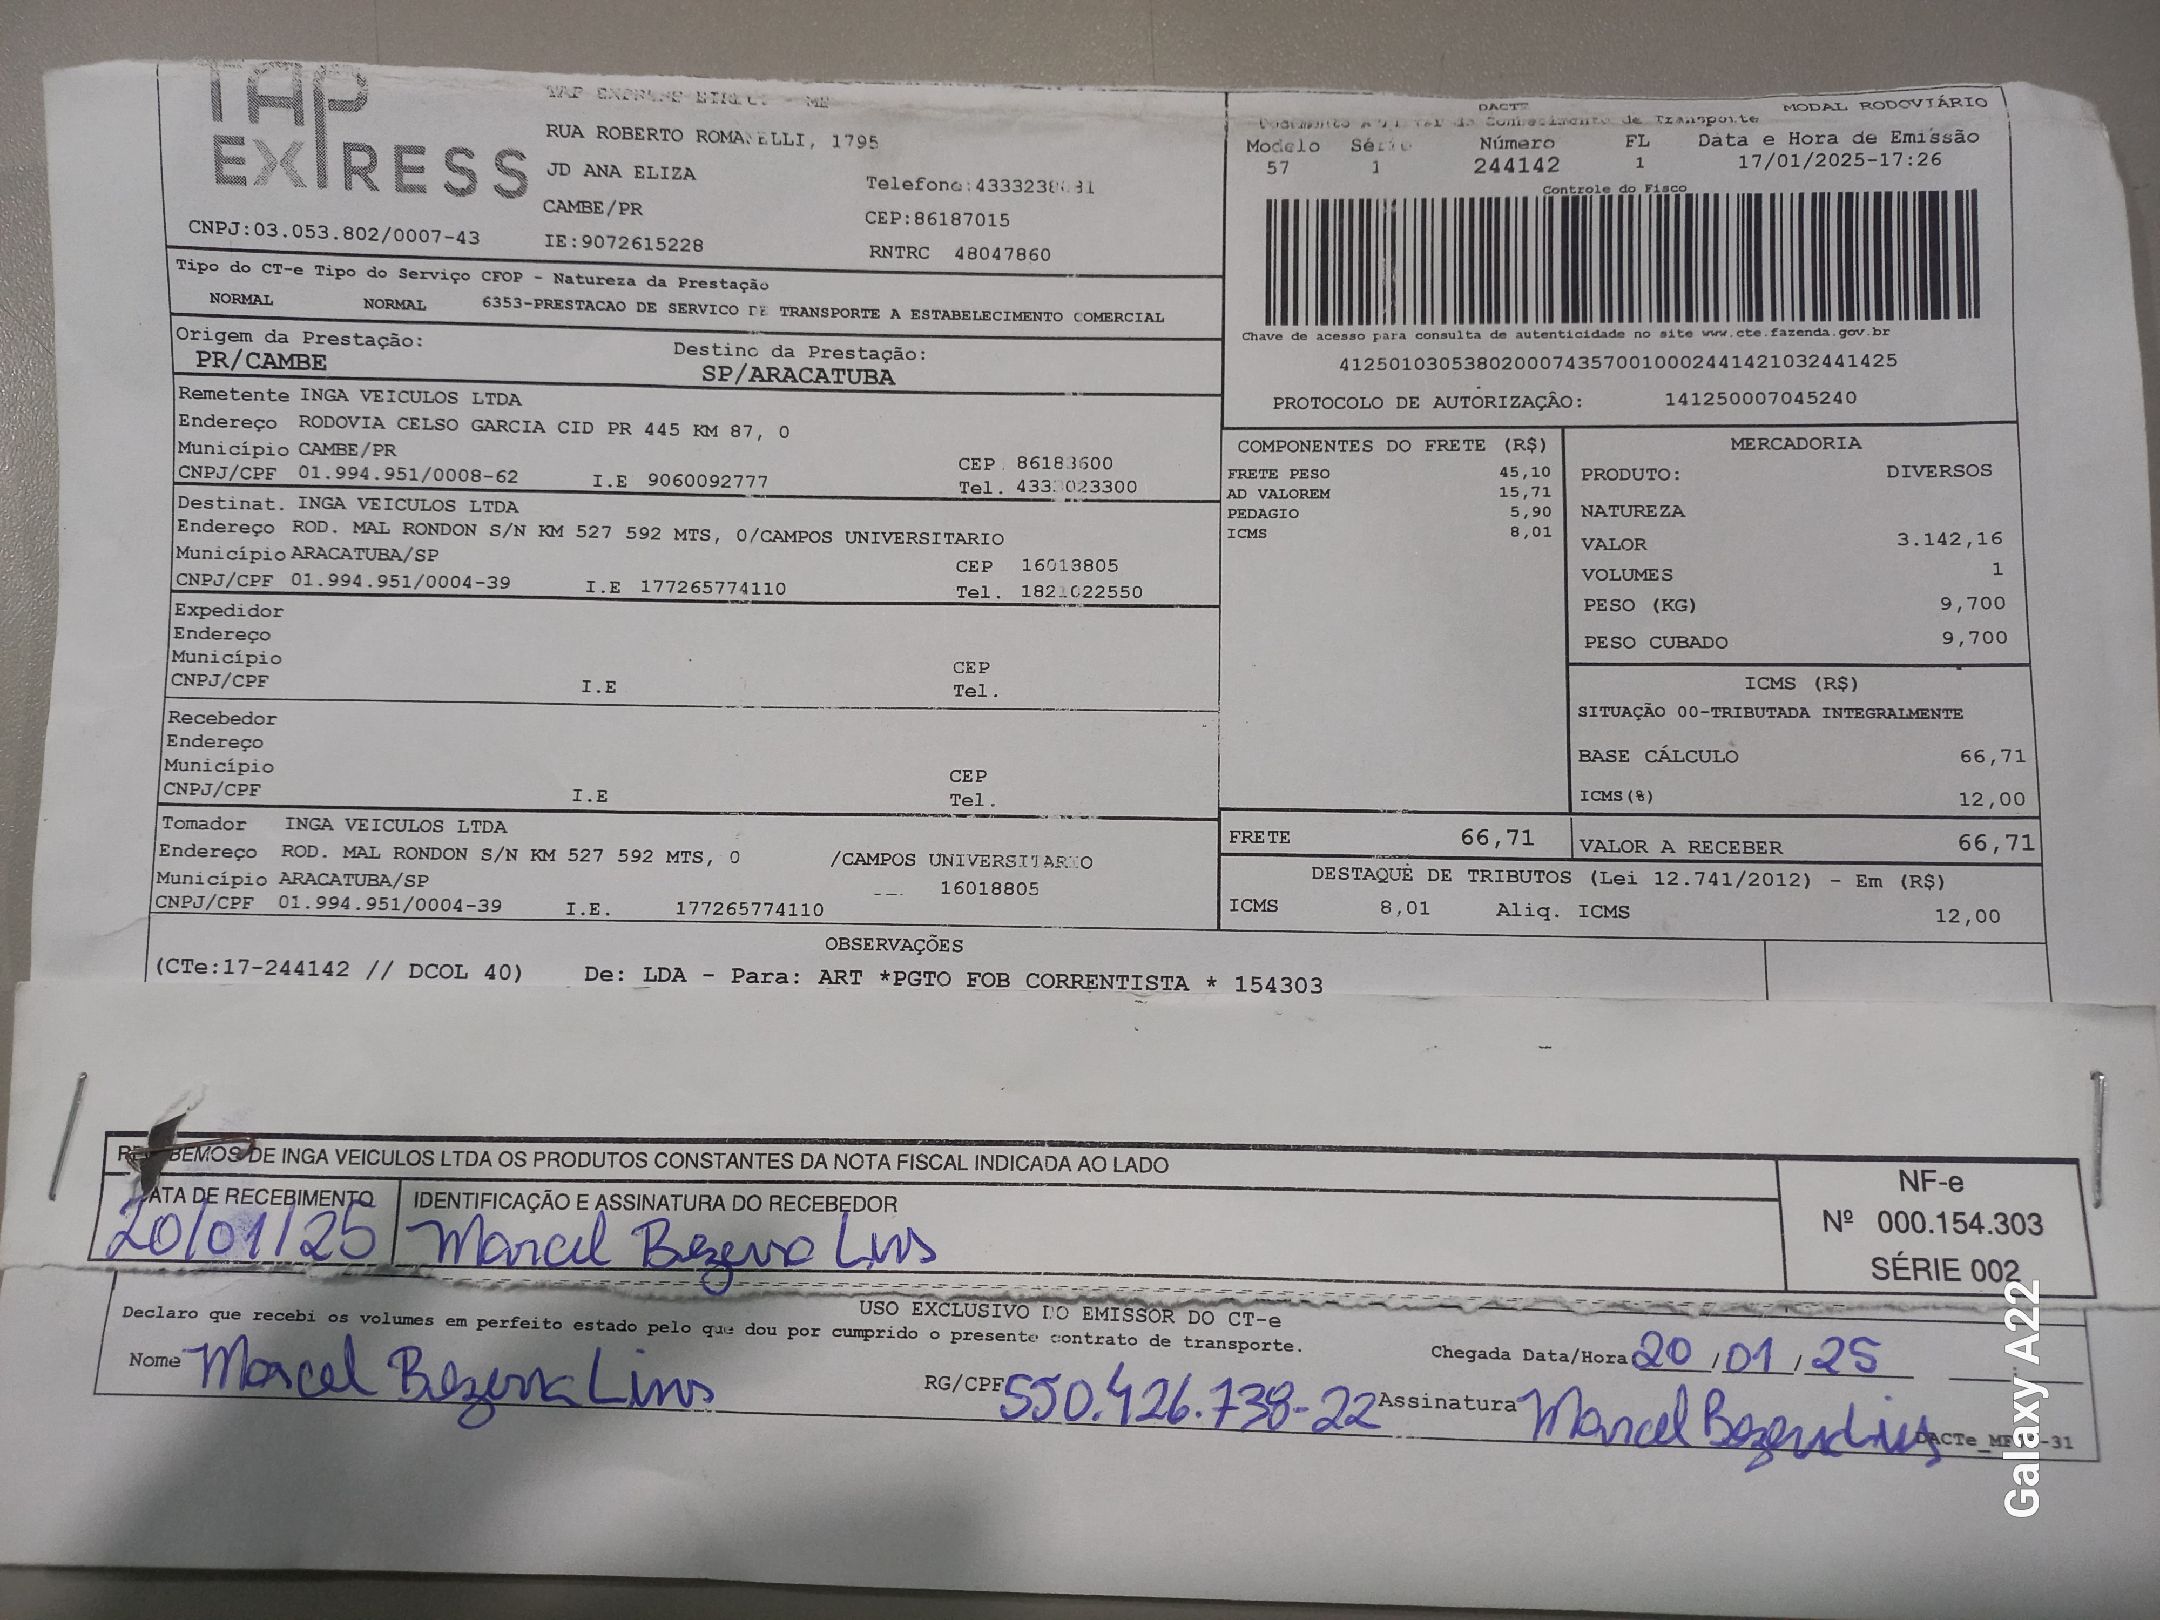 TAP
EXPRESS
RUA ROBERTO ROMANELLI, 1795
JD ANA ELIZA
CAMBE/PR
CEP:86187015
CNPJ:03.053.802/0007-43
IE:9072615228
RNTRC 48047860
DACTE
MODAL RODOVIÁRIO
de Transporte
Modelo Série Número FL Data e Hora de Emissão
57 1 244142 1 17/01/2025-17:26
Controle do Fisco
Chave de acesso para consulta de autenticidade no site www.cte.fazenda.gov.br
41250103053802000743570010002441421032441425
PROTOCOLO DE AUTORIZAÇÂO: 141250007045240
Tipo do CT-e Tipo do Serviço CFOP - Natureza da Prestação
NORMAL NORMAL 6353-PRESTACAO DE SERVICO DE TRANSPORTE A ESTABELECIMENTO COMERCIAL
Origem da Prestação: Destino da Prestação:
PR/CAMBE SP/ARACATUBA
Remetente INGA VEICULOS LTDA
Endereço RODOVIA CELSO GARCIA CID PR 445 KM 87, 0
Município CAMBE/PR CEP 86183600
CNPJ/CPF 01.994.951/0008-62 I.E 9060092777 Tel.
Destinat. INGA VEICULOS LTDA
Endereço ROD. MAL RONDON S/N KM 527 592 MTS, 0/CAMPOS UNIVERSITARIO
Município ARACATUBA/SP CEP 16018805
CNPJ/CPF 01.994.951/0004-39 I.E 177265774110 Tel. 1821022550
Expedidor
Endereço
Município CEP
CNPJ/CPF I.E Tel.
Recebedor
Endereço
Município CEP
CNPJ/CPF I.E Tel.
Tomador INGA VEICULOS LTDA
Endereço ROD. MAL RONDON S/N KM 527 592 MTS, 0 /CAMPOS UNIVERSITARIO
Município ARACATUBA/SP 16018805
CNPJ/CPF 01.994.951/0004-39 I.E. 177265774110
COMPONENTES DO FRETE (R$)
FRETE PESO 45,10
AD VALOREM 15,71
PEDAGIO 5,90
ICMS 8,01
MERCADORIA
PRODUTO: DIVERSOS
NATUREZA
VALOR 3.142,16
VOLUMES 1
PESO (KG) 9,700
PESO CUBADO 9,700
ICMS (R$)
SITUAÇÃO 00-TRIBUTADA INTEGRALMENTE
BASE CÁLCULO 66,71
ICMS(%) 12,00
FRETE 66,71 VALOR A RECEBER 66,71
DESTAQUE DE TRIBUTOS (Lei 12.741/2012) - Em (R$)
ICMS 8,01 Aliq. ICMS 12,00
OBSERVAÇÕES
(CTe:17-244142 // DCOL 40) De: LDA - Para: ART *PGTO FOB CORRENTISTA * 154303
RECEBEMOS DE INGA VEICULOS LTDA OS PRODUTOS CONSTANTES DA NOTA FISCAL INDICADA AO LADO
DATA DE RECEBIMENTO IDENTIFICAÇÃO E ASSINATURA DO RECEBEDOR
20/01/25 Marcel Bezerra Lins
NF-e
Nº 000.154.303
SÉRIE 002
USO EXCLUSIVO DO EMISSOR DO CT-e
Declaro que recebi os volumes em perfeito estado pelo que dou por cumprido o presente contrato de transporte.
Chegada Data/Hora 20/01/25
Nome Marcel Bezerra Lins RG/CPF 550.426.738-22 Assinatura Marcel Bezerra Lins
Galaxy A22